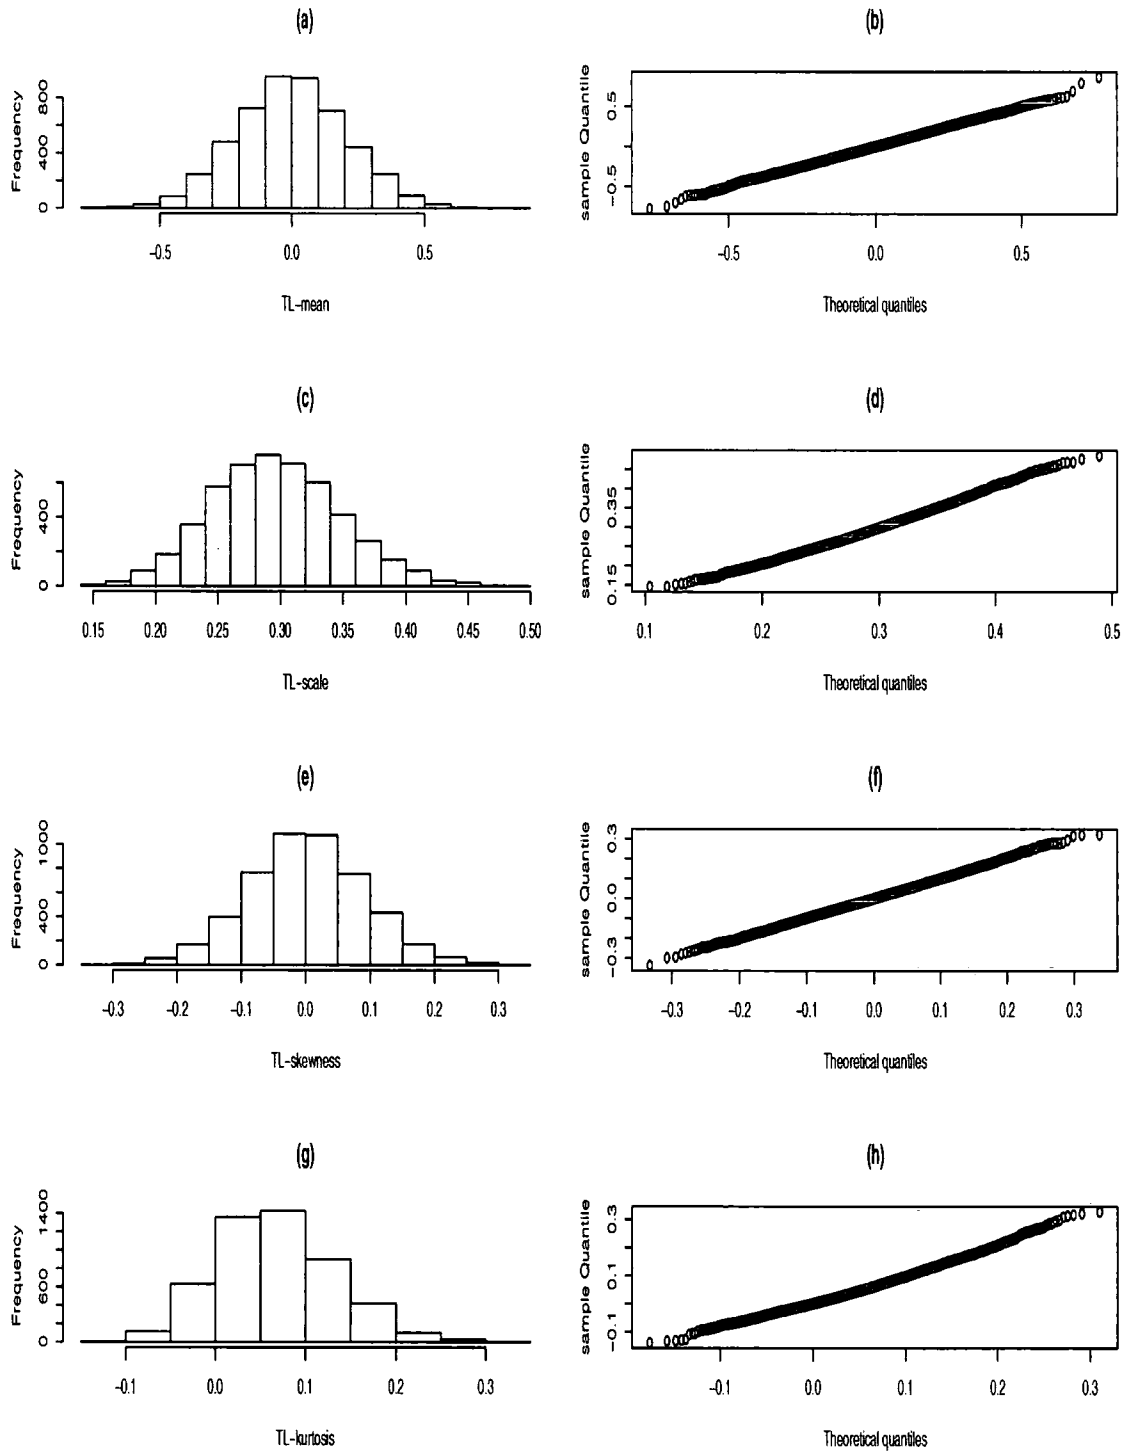 (a)
(b)
Frequency
0 400 800
-0.5 0.0 0.5
TL-mean
sample Quantile
-0.5 0.5
-0.5 0.0 0.5
Theoretical quantiles
(c)
(d)
Frequency
0 400
0.15 0.20 0.25 0.30 0.35 0.40 0.45 0.50
TL-scale
sample Quantile
0.15 0.35
0.1 0.2 0.3 0.4 0.5
Theoretical quantiles
(e)
(f)
Frequency
0 400 1000
-0.3 -0.2 -0.1 0.0 0.1 0.2 0.3
TL-skewness
sample Quantile
-0.3 0.0 0.3
-0.3 -0.2 -0.1 0.0 0.1 0.2 0.3
Theoretical quantiles
(g)
(h)
Frequency
0 600 1400
-0.1 0.0 0.1 0.2 0.3
TL-kurtosis
sample Quantile
-0.1 0.1 0.3
-0.1 0.0 0.1 0.2 0.3
Theoretical quantiles